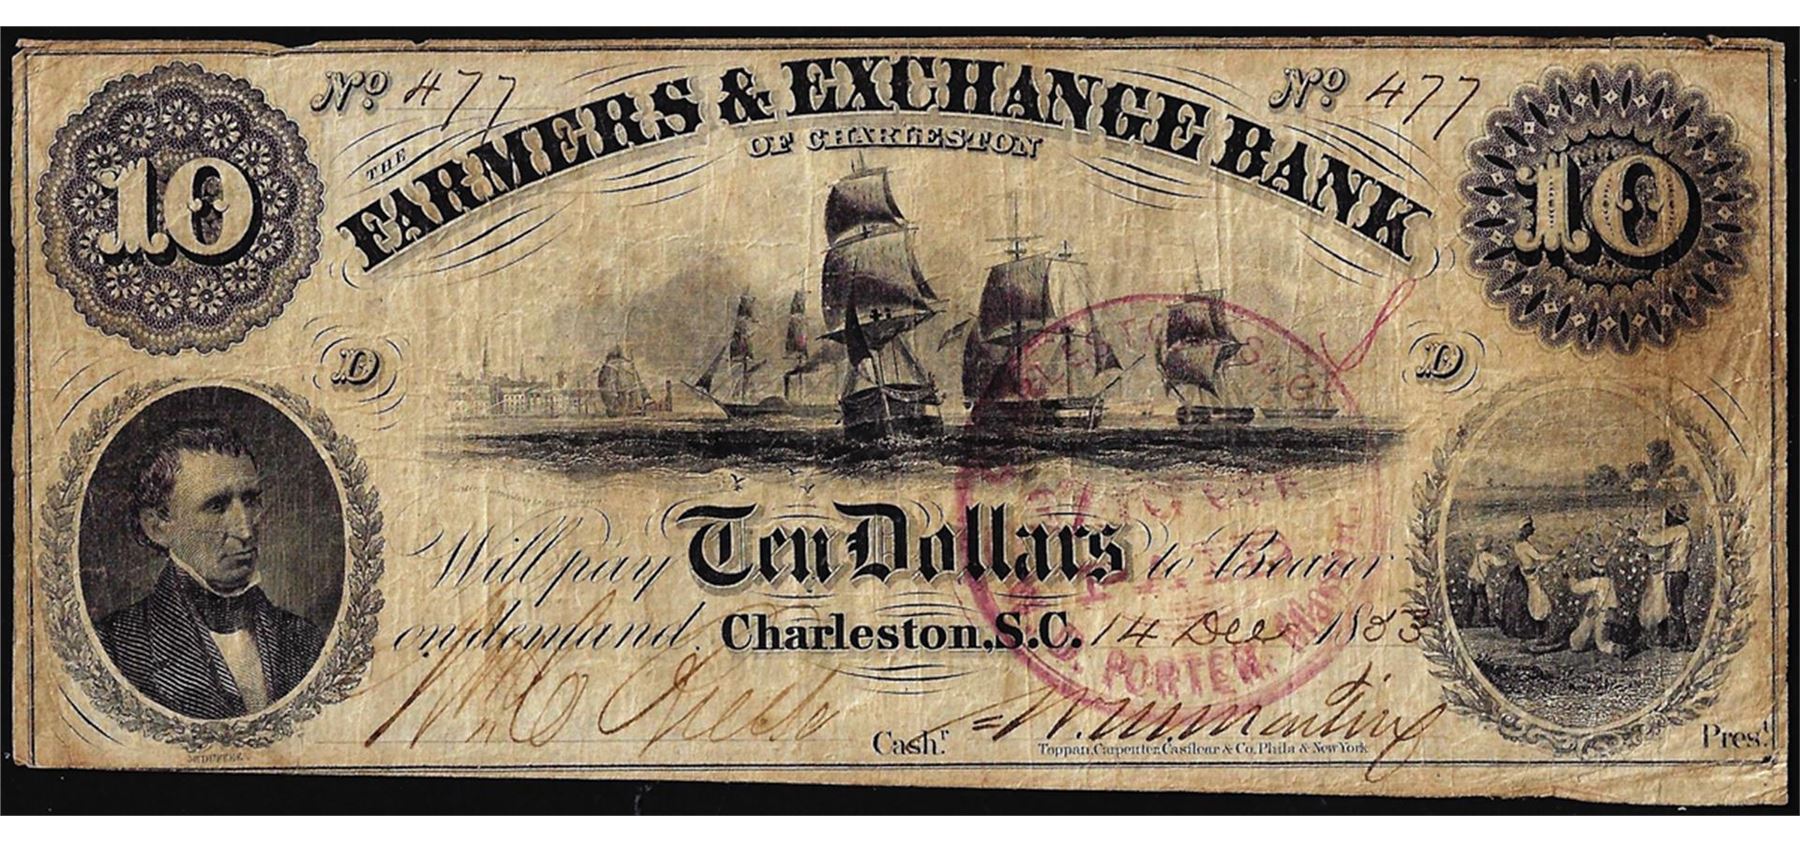 No 477
No 477
THE
FARMERS & EXCHANGE BANK
OF CHARLESTON
10
10
D
D
Will pay Ten Dollars to Bearer
on demand. Charleston, S.C. 14 Dec 1853
Cash.r
Pres.t
Toppan, Carpenter, Casilear & Co. Phila & New York
McDUFFIE
PORTER,